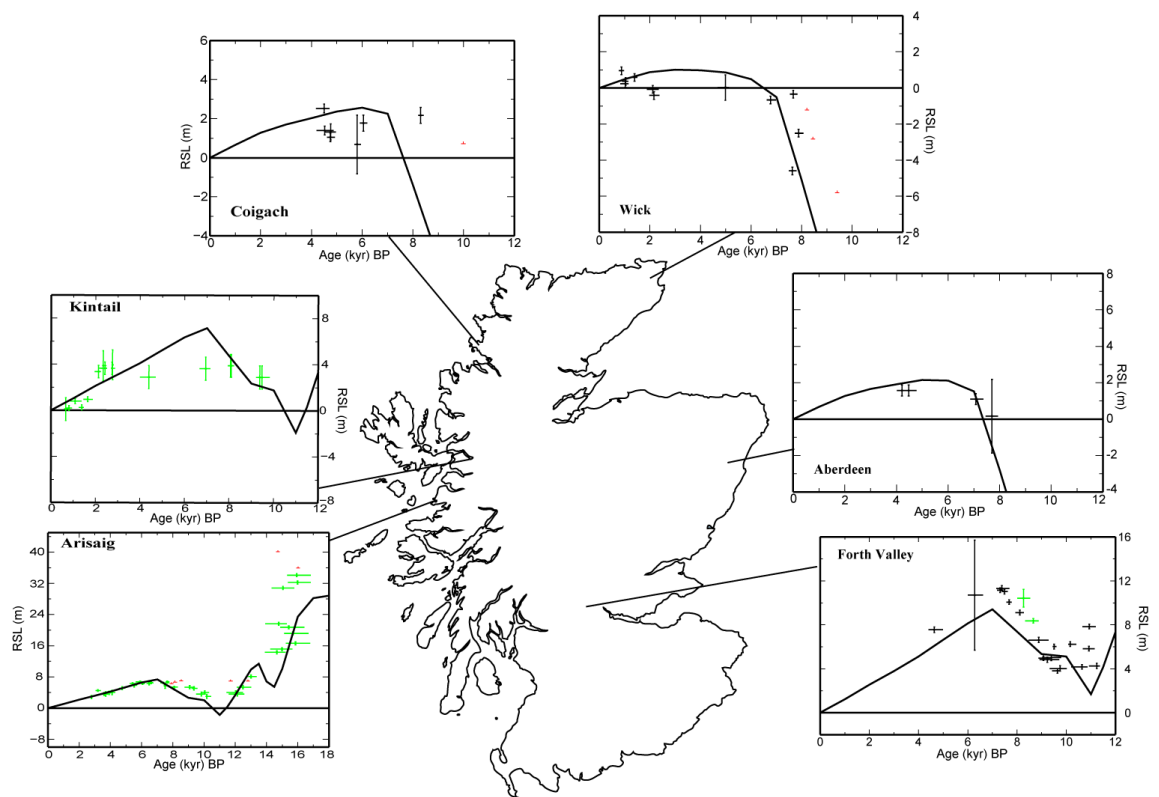 6
4
2
0
−2
−4
RSL (m)
Coigach
0 2 4 6 8 10 12
Age (kyr) BP
4
2
0
−2
−4
−6
−8
RSL (m)
Wick
0 2 4 6 8 10 12
Age (kyr) BP
Kintail
8
4
0
−4
−8
RSL (m)
0 2 4 6 8 10 12
Age (kyr) BP
8
6
4
2
0
−2
−4
RSL (m)
Aberdeen
0 2 4 6 8 10 12
Age (kyr) BP
Arisaig
40
32
24
16
8
0
−8
RSL (m)
0 2 4 6 8 10 12 14 16 18
Age (kyr) BP
Forth Valley
16
12
8
4
0
RSL (m)
0 2 4 6 8 10 12
Age (kyr) BP